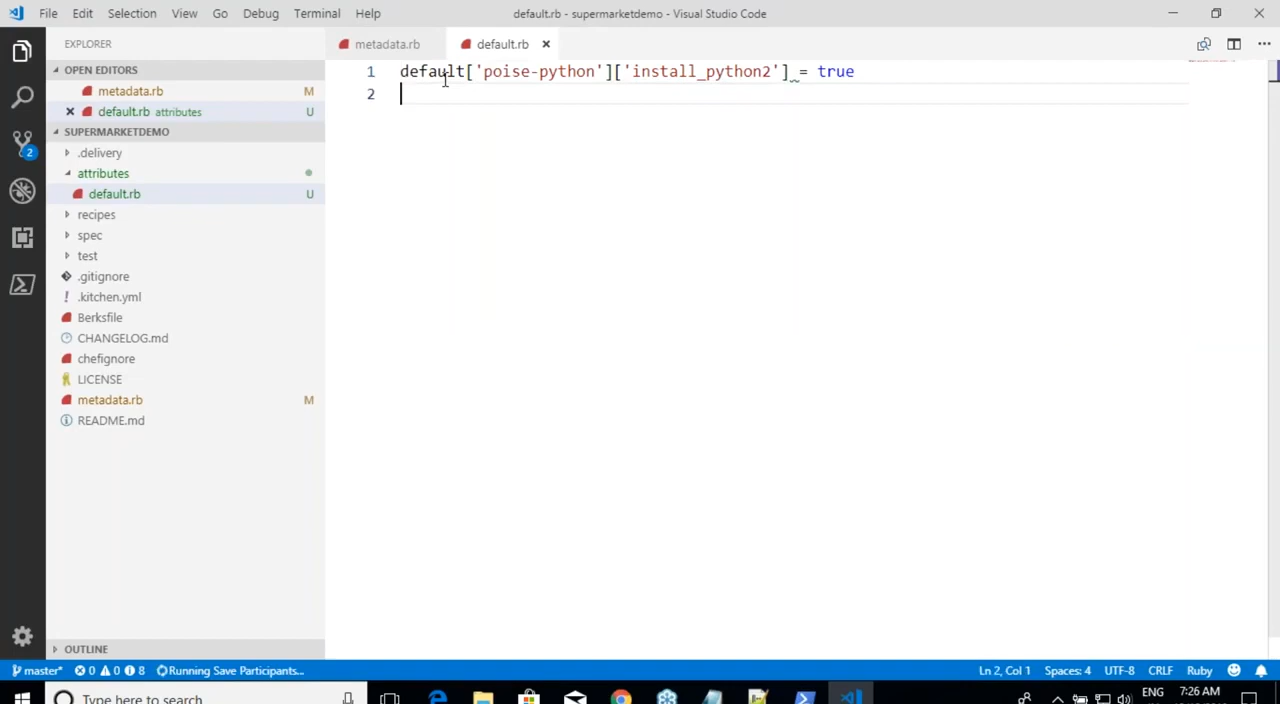 File Edit Selection View Go Debug Terminal Help
default.rb - supermarketdemo - Visual Studio Code
EXPLORER
OPEN EDITORS
metadata.rb M
default.rb attributes U
SUPERMARKETDEMO
.delivery
attributes
default.rb U
recipes
spec
test
.gitignore
.kitchen.yml
Berksfile
CHANGELOG.md
chefignore
LICENSE
metadata.rb M
README.md
OUTLINE
metadata.rb default.rb
1 default['poise-python']['install_python2'] = true
2
master* 0 0 8 Running Save Participants...
Ln 2, Col 1 Spaces: 4 UTF-8 CRLF Ruby
2
Type here to search
ENG 7:26 AM